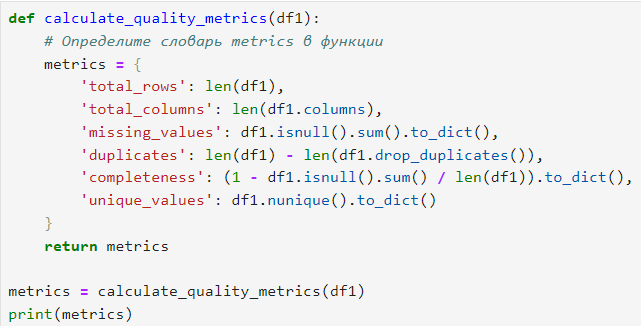 def calculate_quality_metrics(df1):
    # Определите словарь metrics в функции
    metrics = {
        'total_rows': len(df1),
        'total_columns': len(df1.columns),
        'missing_values': df1.isnull().sum().to_dict(),
        'duplicates': len(df1) - len(df1.drop_duplicates()),
        'completeness': (1 - df1.isnull().sum() / len(df1)).to_dict(),
        'unique_values': df1.nunique().to_dict()
    }
    return metrics

metrics = calculate_quality_metrics(df1)
print(metrics)